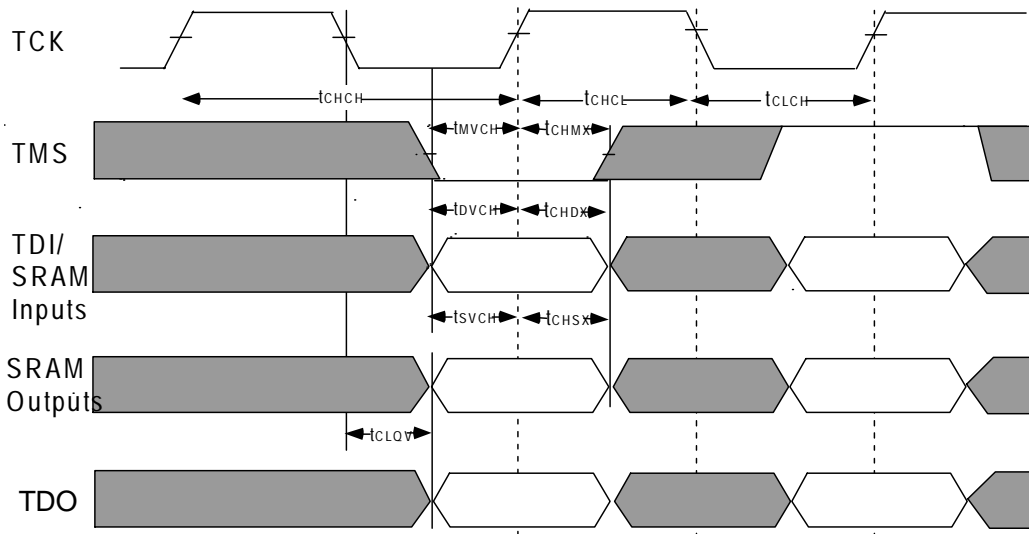 TCK
tCHCH
tCHCL
tCLCH
TMS
tMVCH
tCHMX
tDVCH
tCHDX
TDI/
SRAM
Inputs
tSVCH
tCHSX
SRAM
Outputs
tCLQV
TDO